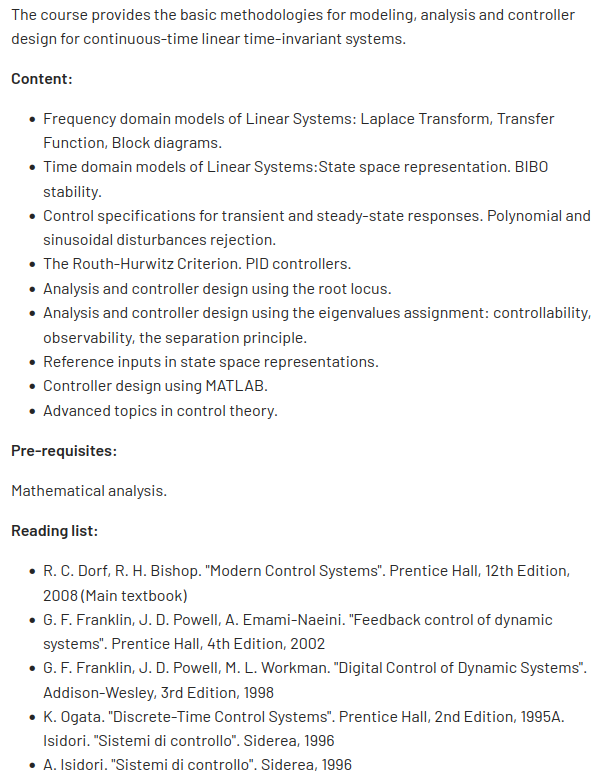 The course provides the basic methodologies for modeling, analysis and controller
design for continuous-time linear time-invariant systems.
Content:
• Frequency domain models of Linear Systems: Laplace Transform, Transfer
Function, Block diagrams.
• Time domain models of Linear Systems:State space representation. BIBO
stability.
• Control specifications for transient and steady-state responses. Polynomial and
sinusoidal disturbances rejection.
• The Routh-Hurwitz Criterion. PID controllers.
• Analysis and controller design using the root locus.
• Analysis and controller design using the eigenvalues assignment: controllability,
observability, the separation principle.
• Reference inputs in state space representations.
• Controller design using MATLAB.
• Advanced topics in control theory.
Pre-requisites:
Mathematical analysis.
Reading list:
• R. C. Dorf, R. H. Bishop. "Modern Control Systems". Prentice Hall, 12th Edition,
2008 (Main textbook)
• G. F. Franklin, J. D. Powell, A. Emami-Naeini. "Feedback control of dynamic
systems". Prentice Hall, 4th Edition, 2002
• G. F. Franklin, J. D. Powell, M. L. Workman. "Digital Control of Dynamic Systems".
Addison-Wesley, 3rd Edition, 1998
• K. Ogata. "Discrete-Time Control Systems". Prentice Hall, 2nd Edition, 1995A.
Isidori. "Sistemi di controllo". Siderea, 1996
• A. Isidori. "Sistemi di controllo". Siderea, 1996